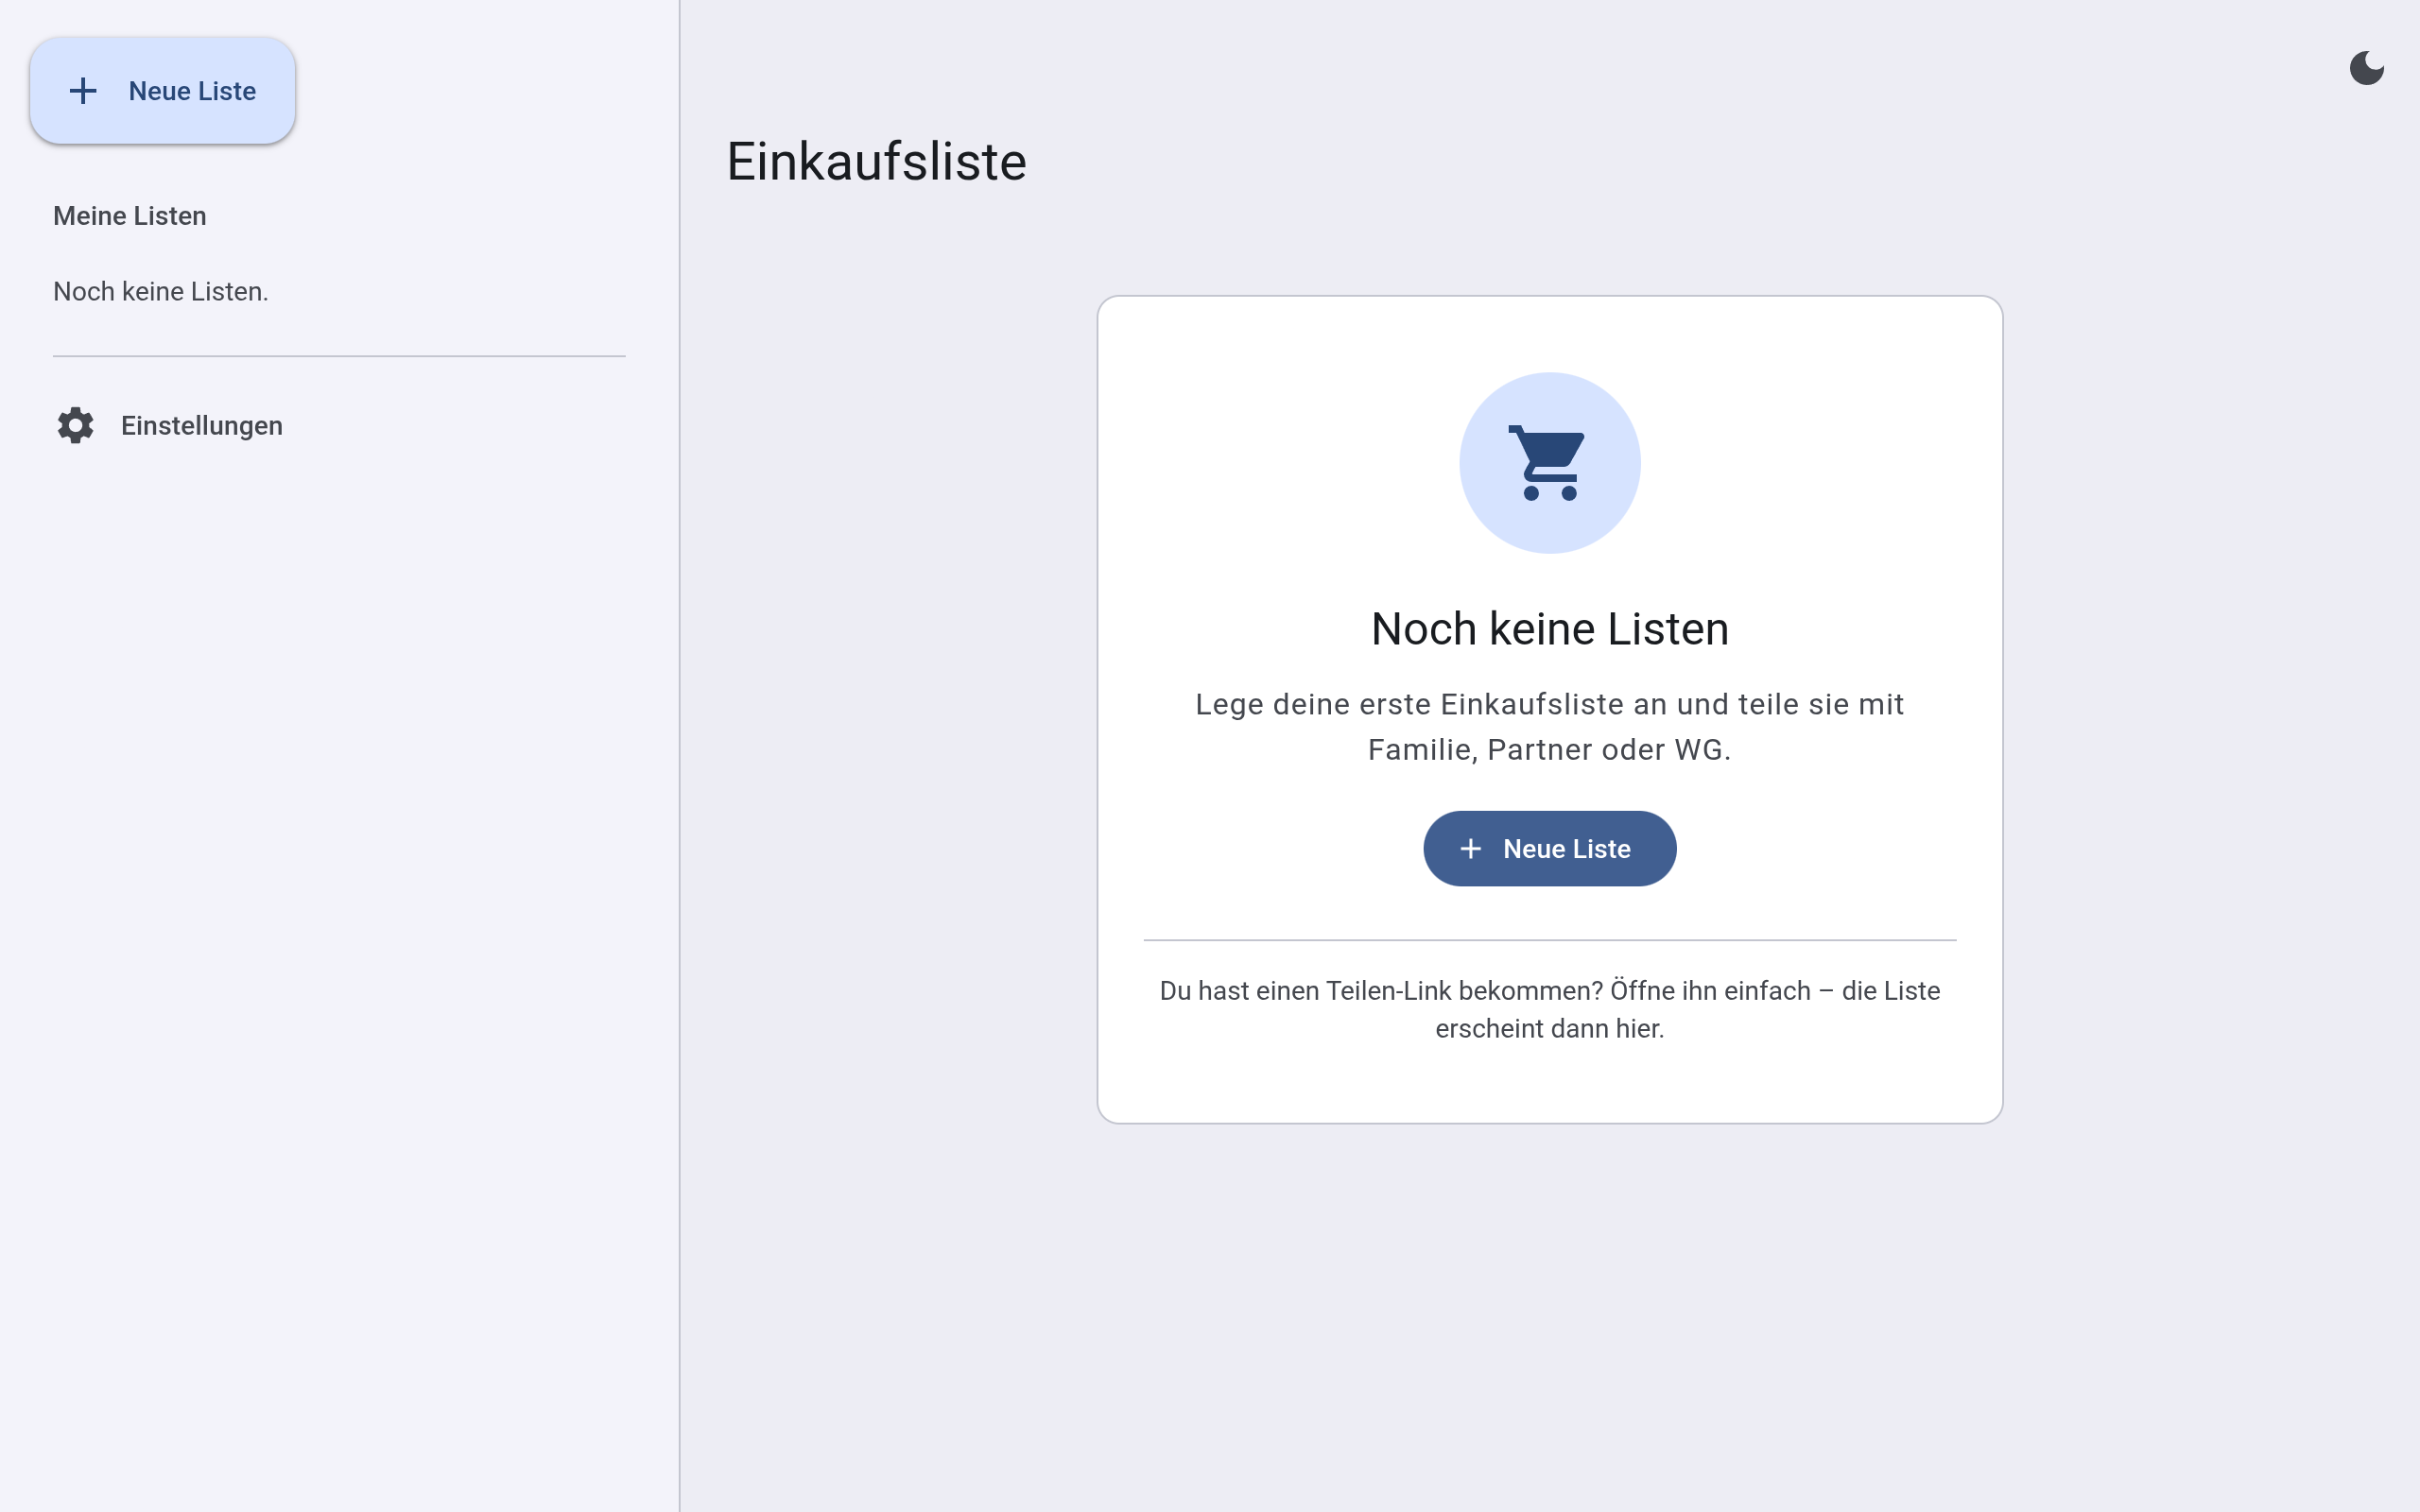 Neue Liste
Meine Listen
Noch keine Listen.
Einstellungen
Einkaufsliste
Noch keine Listen
Lege deine erste Einkaufsliste an und teile sie mit
Familie, Partner oder WG.
Neue Liste
Du hast einen Teilen-Link bekommen? Öffne ihn einfach – die Liste
erscheint dann hier.